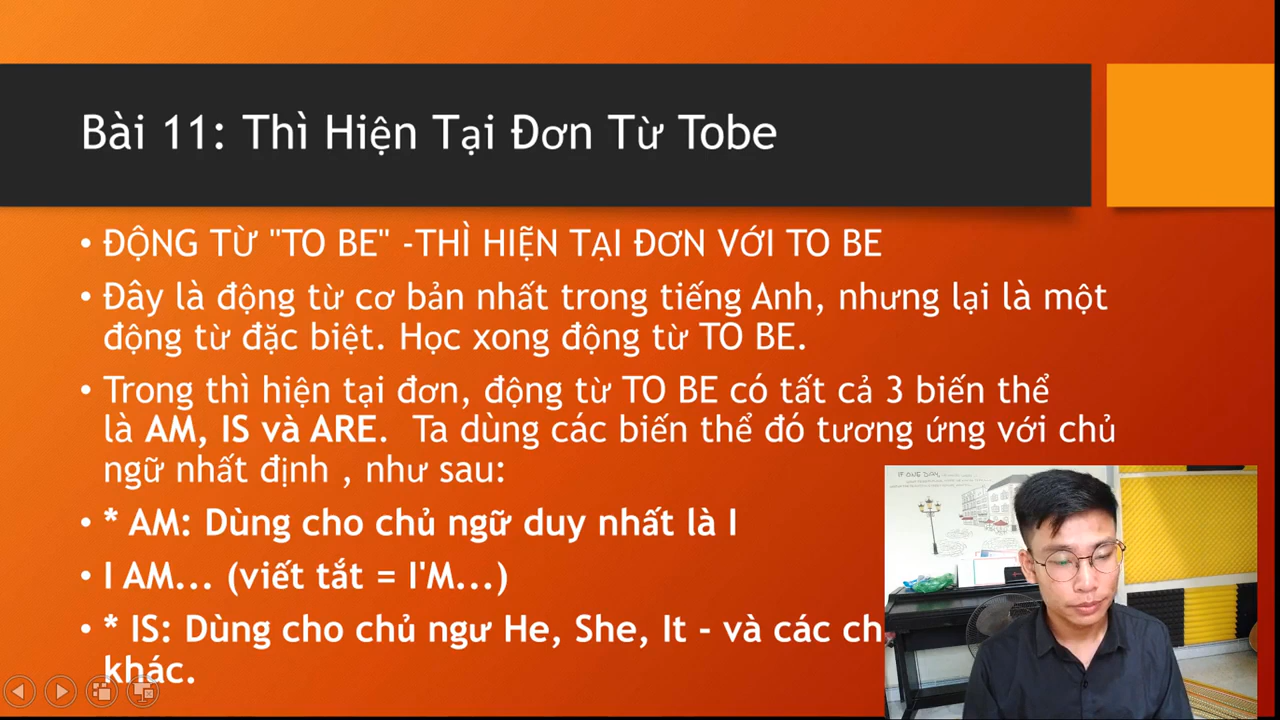 Bài 11: Thì Hiện Tại Đơn Từ Tobe
• ĐỘNG TỪ "TO BE" -THÌ HIỆN TẠI ĐƠN VỚI TO BE
• Đây là động từ cơ bản nhất trong tiếng Anh, nhưng lại là một
động từ đặc biệt. Học xong động từ TO BE.
• Trong thì hiện tại đơn, động từ TO BE có tất cả 3 biến thể
là AM, IS và ARE. Ta dùng các biến thể đó tương ứng với chủ
ngữ nhất định , như sau:
• * AM: Dùng cho chủ ngữ duy nhất là I
• I AM... (viết tắt = I'M...)
• * IS: Dùng cho chủ ngư He, She, It - và các ch
khác.
IF ONE DAY,